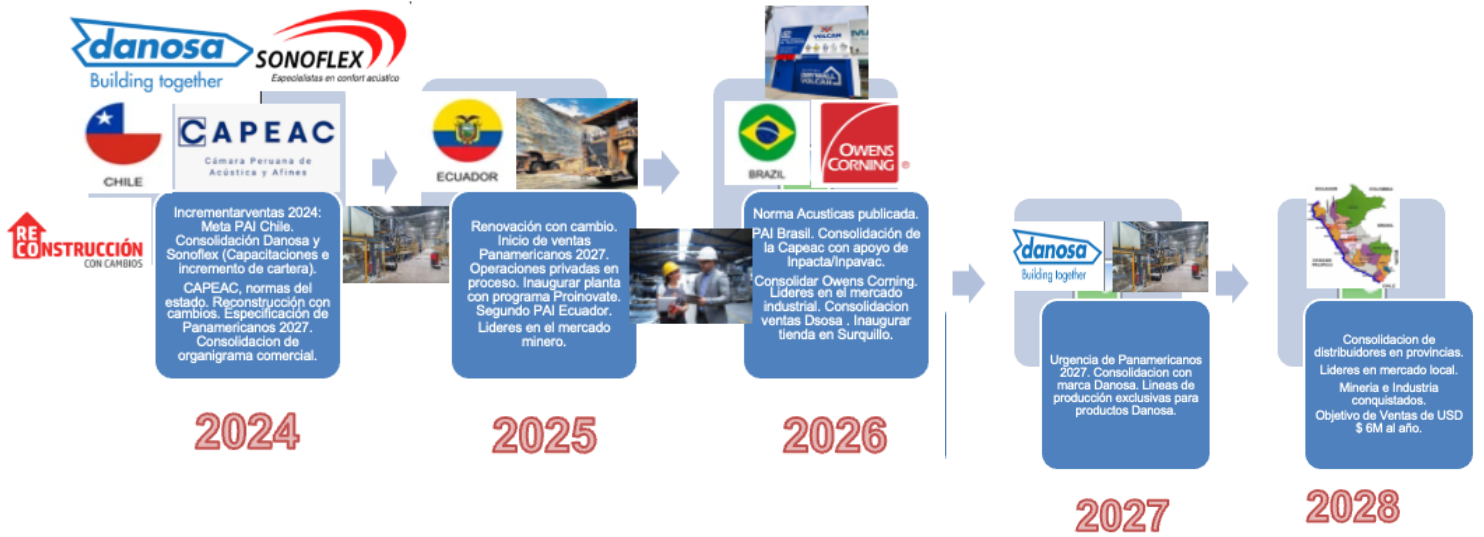 danosa
Building together
SONOFLEX
Especialistas en confort acústico
CHILE
CAPEAC
Cámara Peruana de
Acústica y Afines
RE
CONSTRUCCIÓN
CON CAMBIOS
Incrementarventas 2024:
Meta PAI Chile.
Consolidación Danosa y
Sonoflex (Capacitaciones e
incremento de cartera).
CAPEAC, normas del
estado. Reconstrucción con
cambios. Especificación de
Panamericanos 2027.
Consolidacion de
organigrama comercial.
2024
ECUADOR
Renovación con cambio.
Inicio de ventas
Panamericanos 2027.
Operaciones privadas en
proceso. Inaugurar planta
con programa Proinovate.
Segundo PAI Ecuador.
Lideres en el mercado
minero.
2025
VOLCAN
DRYWALL
VOLCAN
BRAZIL
OWENS
CORNING
®
Norma Acusticas publicada.
PAI Brasil. Consolidación de
la Capeac con apoyo de
Inpacta/Inpavac.
Consolidar Owens Corning.
Lideres en el mercado
industrial. Consolidacion
ventas Dsosa . Inaugurar
tienda en Surquillo.
2026
danosa
Building together
Urgencia de Panamericanos
2027. Consolidacion con
marca Danosa. Lineas de
producción exclusivas para
productos Danosa.
2027
Consolidacion de
distribuidores en provincias.
Lideres en mercado local.
Mineria e Industria
conquistados.
Objetivo de Ventas de USD
$ 6M al año.
2028